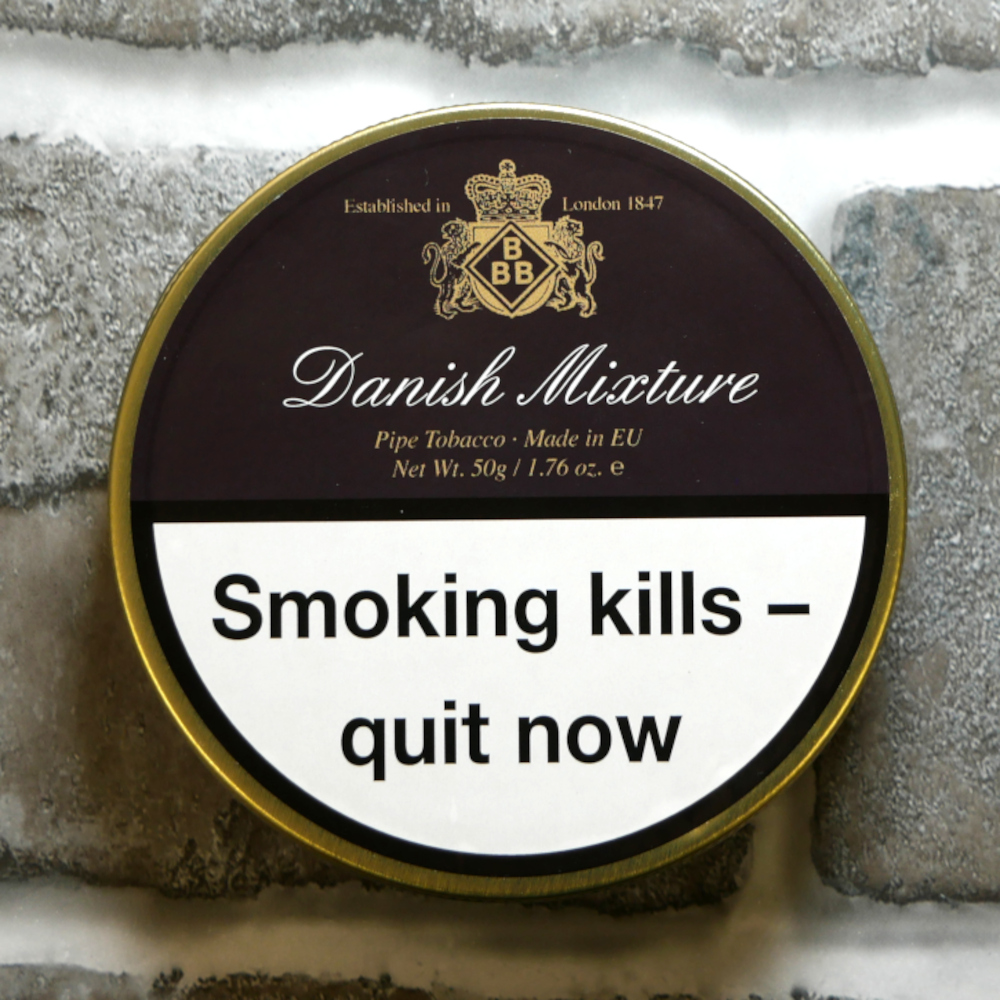 Established in London 1847
B
BB
Danish Mixture
Pipe Tobacco · Made in EU
Net Wt. 50g / 1.76 oz. ℮
Smoking kills –
quit now